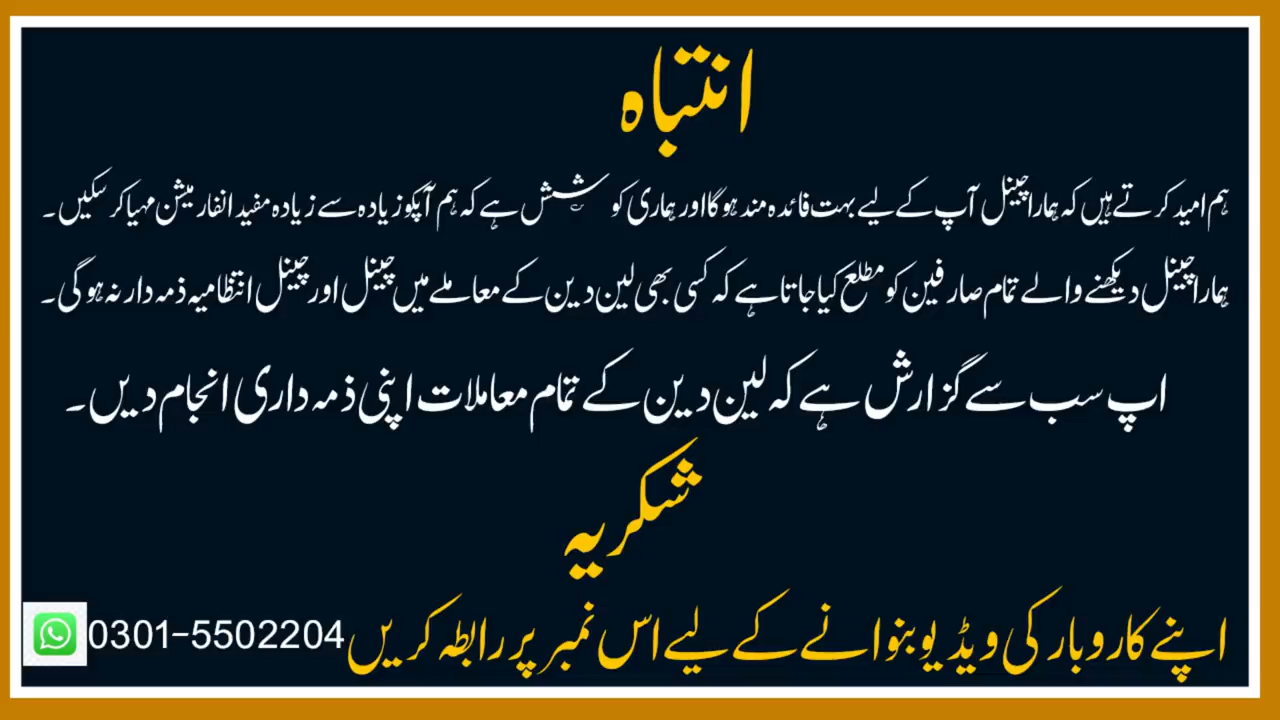 انتباہ
ہم امید کرتے ہیں کہ ہمارا چینل آپ کے لیے بہت فائدہ مند ہو گا اور ہماری کوشش ہے کہ ہم آپکو زیادہ سے زیادہ مفید انفارمیشن مہیا کر سکیں۔
ہمارا چینل دیکھنے والے تمام صارفین کو مطلع کیا جاتا ہے کہ کسی بھی لین دین کے معاملے میں چینل اور چینل انتظامیہ ذمہ دار نہ ہو گی۔
اپ سب سے گزارش ہے کہ لین دین کے تمام معاملات اپنی ذمہ داری انجام دیں۔
شکریہ
اپنے کاروبار کی ویڈیو بنوانے کے لیے اس نمبر پر رابطہ کریں 0301-5502204